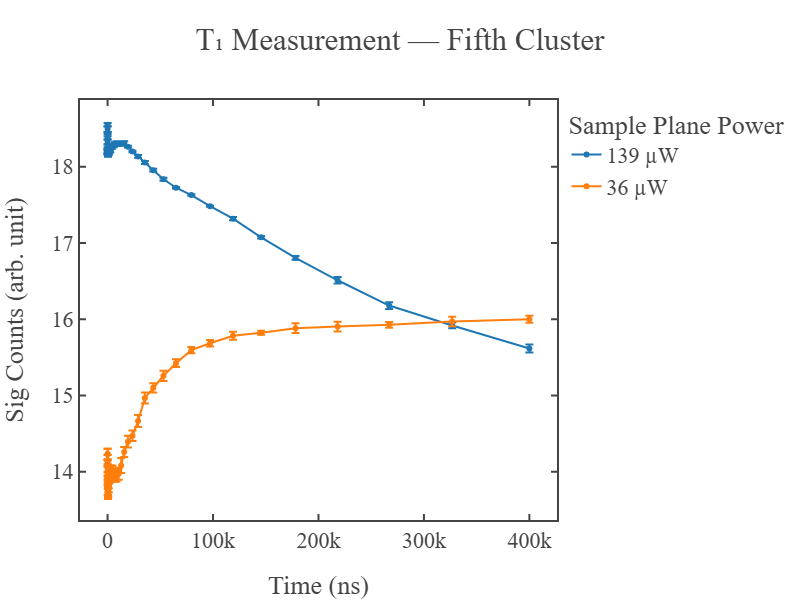 T₁ Measurement — Fifth Cluster
Sample Plane Power
139 µW
36 µW
Sig Counts (arb. unit)
18
17
16
15
14
0
100k
200k
300k
400k
Time (ns)